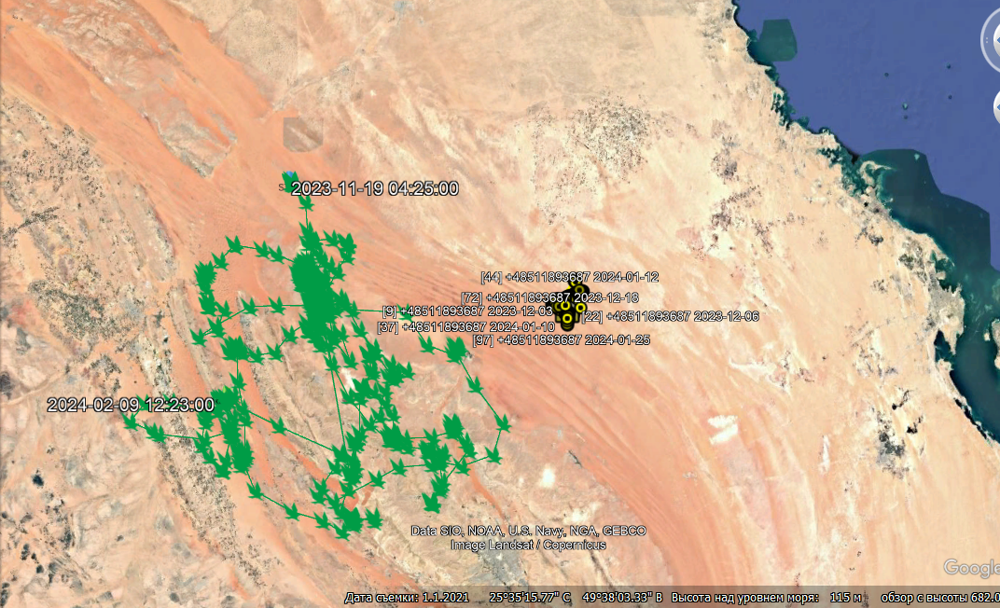 2023-11-19 04:25:00
[44] +48511893687 2024-01-12
[72] +48511893687 2023-12-18
[9] +48511893687 2023-12-03
[22] +48511893687 2023-12-06
[37] +48511893687 2024-01-10
[97] +48511893687 2024-01-25
2024-02-09 12:23:00
Data SIO, NOAA, U.S. Navy, NGA, GEBCO
Image Landsat / Copernicus
Google
Дата съемки: 1.1.2021 25°35'15.77" С 49°38'03.33" В Высота над уровнем моря: 115 м обзор с высоты 682.0